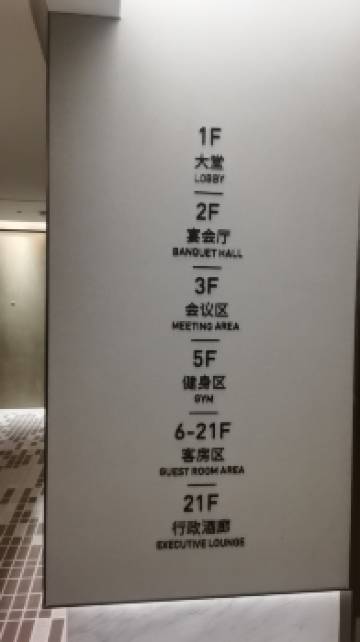 1F
大堂
LOBBY
2F
宴会厅
BANQUET HALL
3F
会议区
MEETING AREA
5F
健身区
GYM
6-21F
客房区
GUEST ROOM AREA
21F
行政酒廊
EXECUTIVE LOUNGE